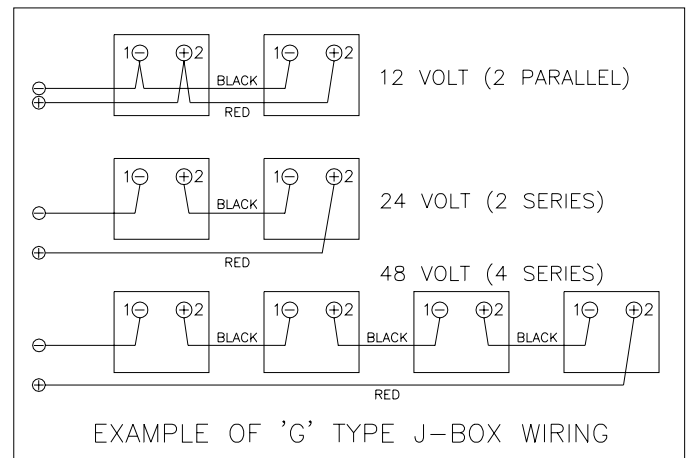 1⊖ ⊕2 1⊖ ⊕2
12 VOLT (2 PARALLEL)
⊖ BLACK
⊕ RED
1⊖ ⊕2 1⊖ ⊕2
24 VOLT (2 SERIES)
⊖ BLACK
⊕ RED
48 VOLT (4 SERIES)
1⊖ ⊕2 1⊖ ⊕2 1⊖ ⊕2 1⊖ ⊕2
⊖ BLACK BLACK BLACK
⊕ RED
EXAMPLE OF 'G' TYPE J-BOX WIRING